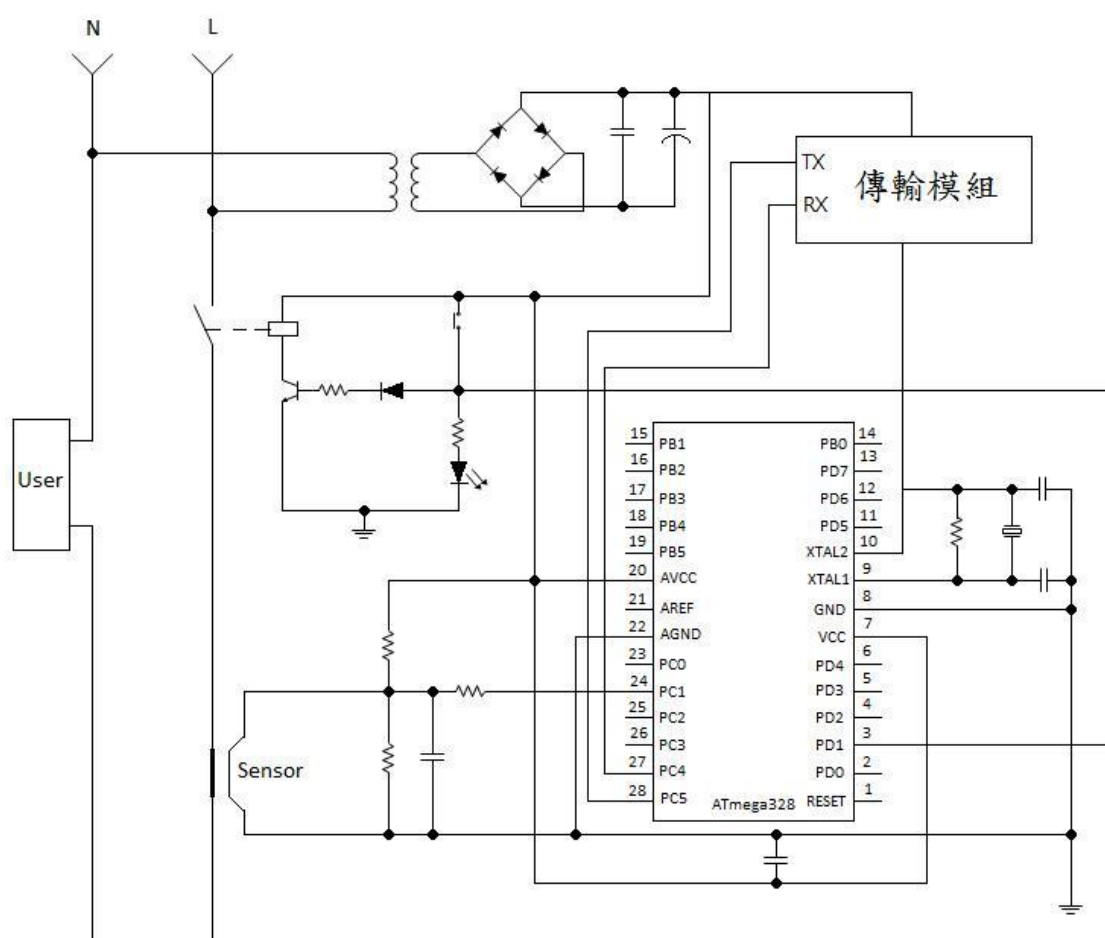 N
L
TX
RX
傳輸模組
User
Sensor
15 PB1
16 PB2
17 PB3
18 PB4
19 PB5
20 AVCC
21 AREF
22 AGND
23 PC0
24 PC1
25 PC2
26 PC3
27 PC4
28 PC5
PB0 14
PD7 13
PD6 12
PD5 11
XTAL2 10
XTAL1 9
GND 8
VCC 7
PD4 6
PD3 5
PD2 4
PD1 3
PD0 2
RESET 1
ATmega328